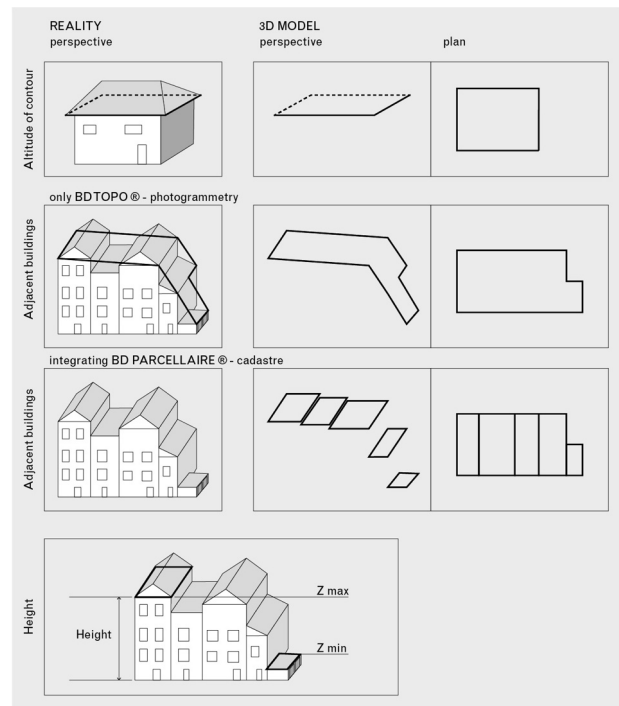 REALITY
perspective
3D MODEL
perspective
plan
Altitude of contour
only BDTOPO ® - photogrammetry
Adjacent buildings
integrating BD PARCELLAIRE ® - cadastre
Adjacent buildings
Height
Height
Z max
Z min